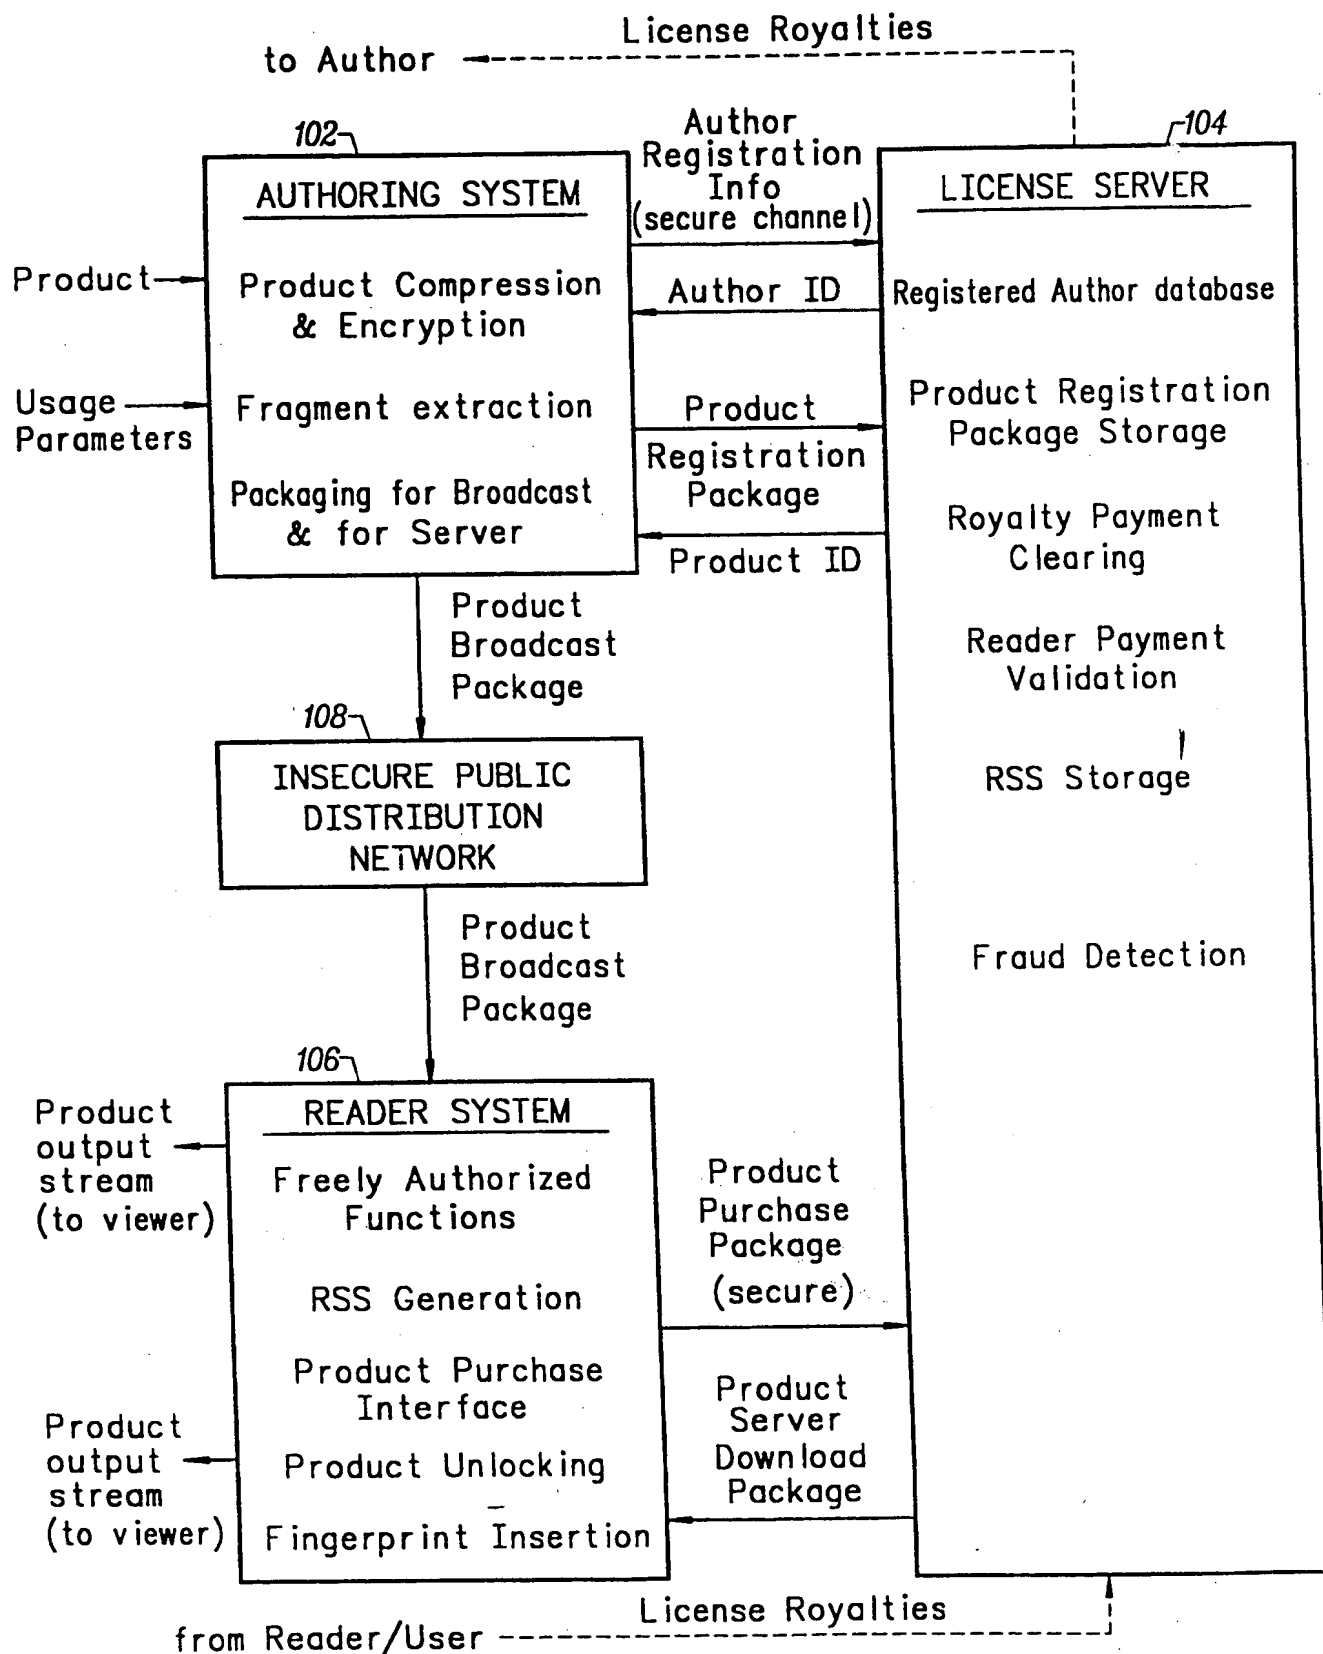 License Royalties
to Author
102
Author
Registration
Info
(secure channel)
104
AUTHORING SYSTEM
LICENSE SERVER
Product
Product Compression
& Encryption
Author ID
Registered Author database
Usage
Parameters
Fragment extraction
Product
Registration
Package
Product Registration
Package Storage
Packaging for Broadcast
& for Server
Product ID
Royalty Payment
Clearing
Product
Broadcast
Package
Reader Payment
Validation
108
INSECURE PUBLIC
DISTRIBUTION
NETWORK
RSS Storage
Product
Broadcast
Package
Fraud Detection
106
READER SYSTEM
Product
output
stream
(to viewer)
Freely Authorized
Functions
Product
Purchase
Package
(secure)
RSS Generation
Product Purchase
Interface
Product
Server
Download
Package
Product
output
stream
(to viewer)
Product Unlocking
Fingerprint Insertion
License Royalties
from Reader/User